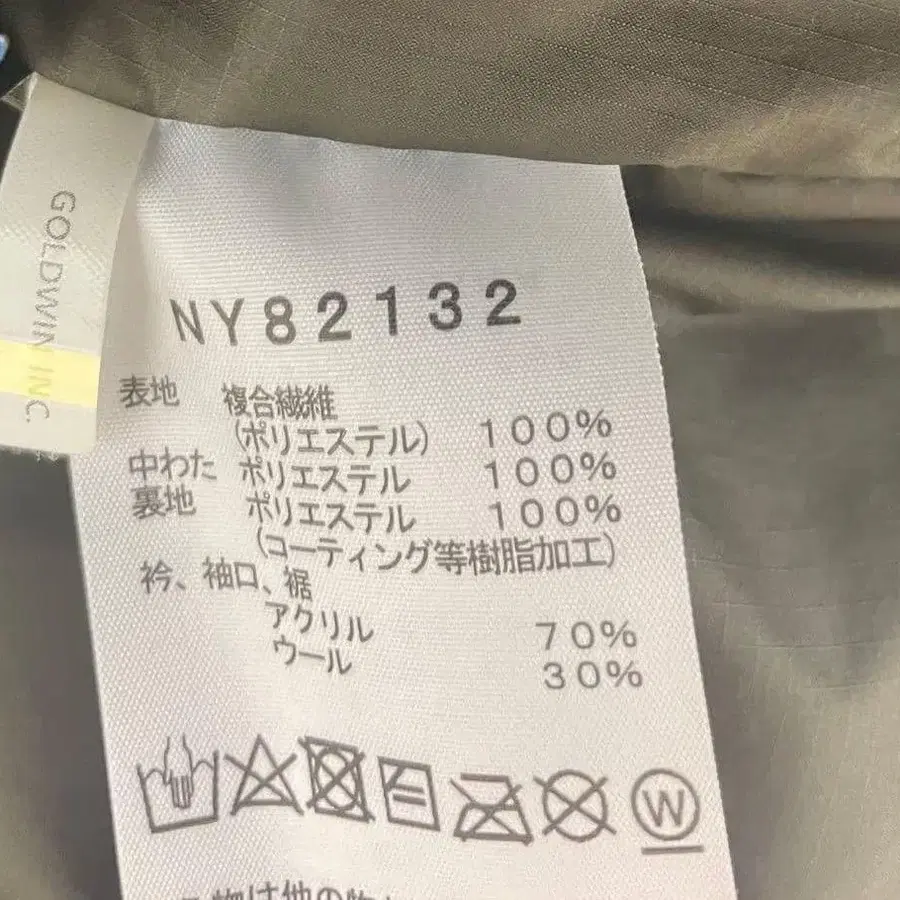 GOLDWIN INC.
NY82132
表地 複合繊維
(ポリエステル) 100%
中わた ポリエステル 100%
裏地 ポリエステル 100%
(コーティング等樹脂加工)
衿、袖口、裾
アクリル 70%
ウール 30%
W